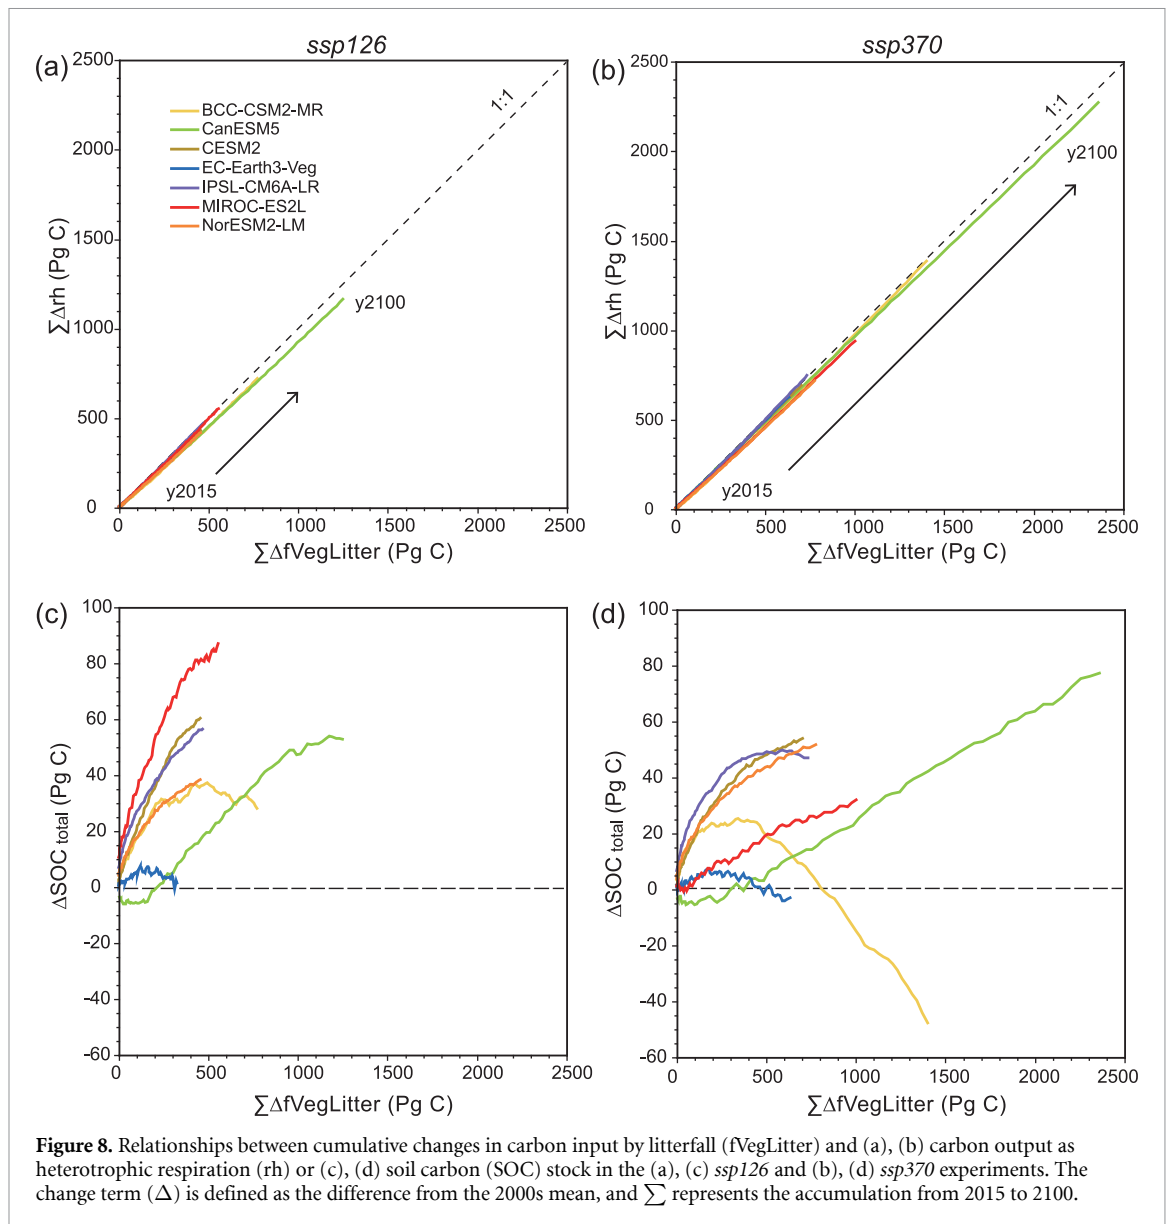 ssp126
ssp370
(a)
2500
2000
1500
1000
500
0
∑Δrh (Pg C)
BCC-CSM2-MR
CanESM5
CESM2
EC-Earth3-Veg
IPSL-CM6A-LR
MIROC-ES2L
NorESM2-LM
1:1
y2100
y2015
0 500 1000 1500 2000 2500
∑ΔfVegLitter (Pg C)
(b)
2500
2000
1500
1000
500
0
∑Δrh (Pg C)
1:1
y2100
y2015
0 500 1000 1500 2000 2500
∑ΔfVegLitter (Pg C)
(c)
100
80
60
40
20
0
-20
-40
-60
ΔSOC total (Pg C)
0 500 1000 1500 2000 2500
∑ΔfVegLitter (Pg C)
(d)
100
80
60
40
20
0
-20
-40
-60
ΔSOC total (Pg C)
0 500 1000 1500 2000 2500
∑ΔfVegLitter (Pg C)
Figure 8. Relationships between cumulative changes in carbon input by litterfall (fVegLitter) and (a), (b) carbon output as
heterotrophic respiration (rh) or (c), (d) soil carbon (SOC) stock in the (a), (c) ssp126 and (b), (d) ssp370 experiments. The
change term (Δ) is defined as the difference from the 2000s mean, and ∑ represents the accumulation from 2015 to 2100.